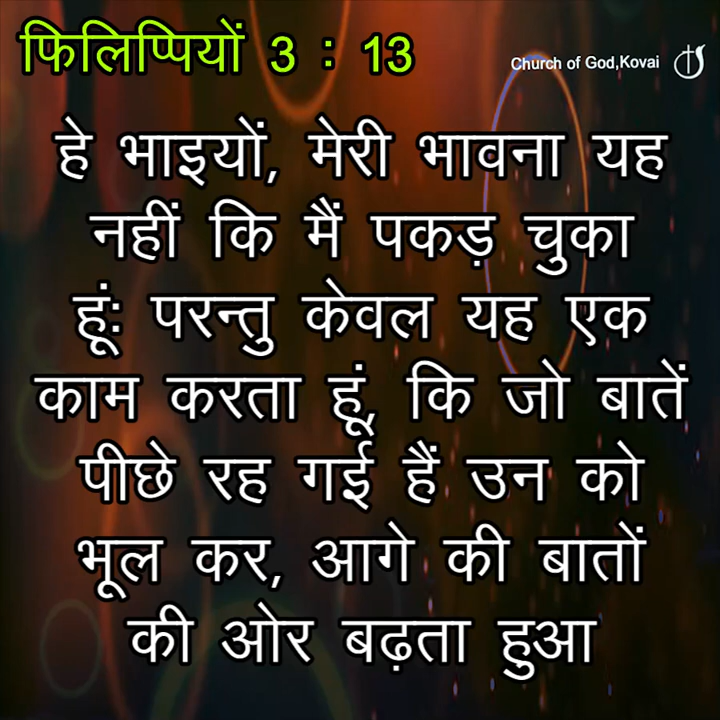 फिलिप्पियों 3 : 13
Church of God,Kovai
हे भाइयों, मेरी भावना यह
नहीं कि मैं पकड़ चुका
हूं: परन्तु केवल यह एक
काम करता हूं, कि जो बातें
पीछे रह गई हैं उन को
भूल कर, आगे की बातों
की ओर बढ़ता हुआ